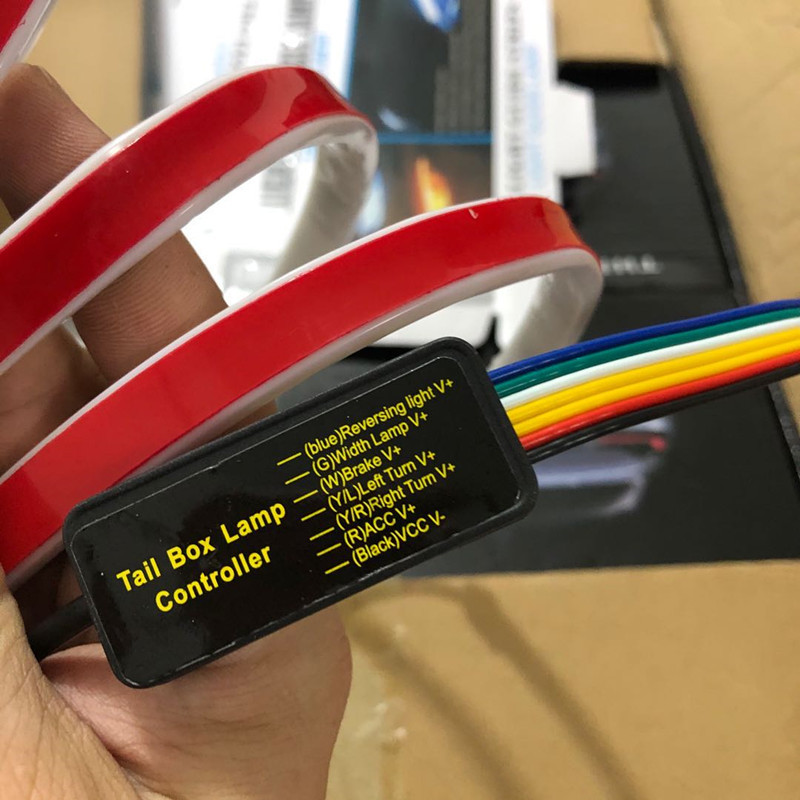 (blue)Reversing light V+
(G)Width Lamp V+
(W)Brake V+
(Y/L)Left Turn V+
(Y/R)Right Turn V+
(R)ACC V+
(Black)VCC V-
Tail Box Lamp
Controller